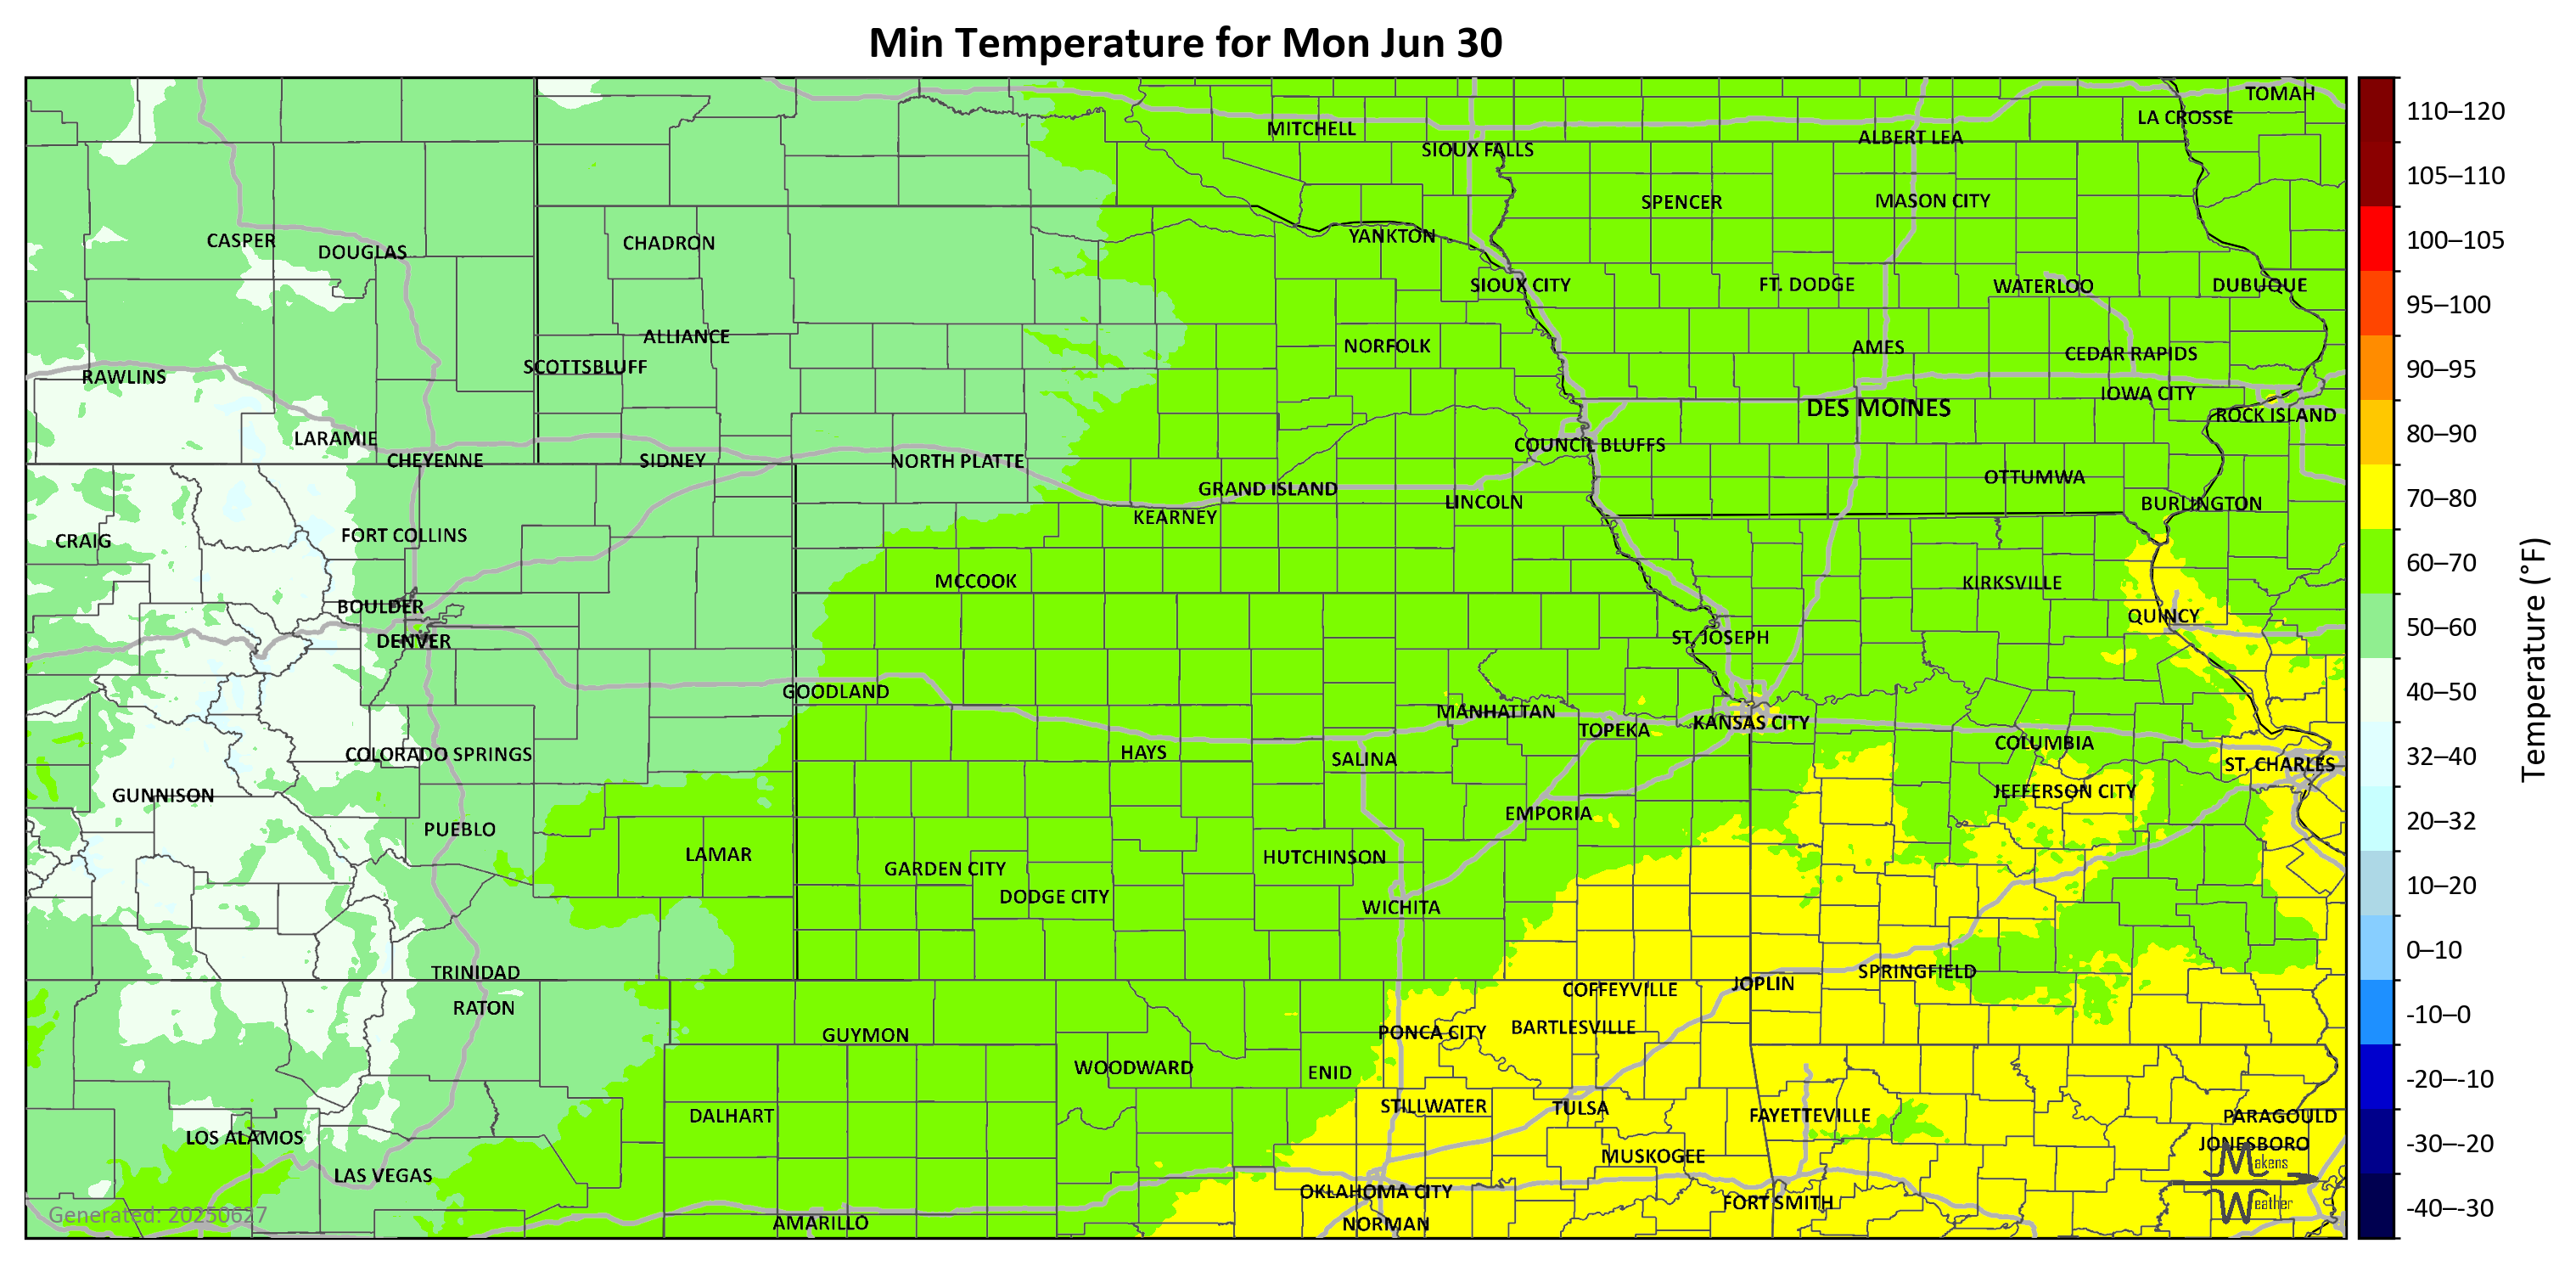 Min Temperature for Mon Jun 30
TOMAH
LA CROSSE
MITCHELL
ALBERT LEA
SIOUX FALLS
SPENCER
MASON CITY
CASPER
DOUGLAS
CHADRON
YANKTON
SIOUX CITY
FT. DODGE
WATERLOO
DUBUQUE
ALLIANCE
NORFOLK
AMES
CEDAR RAPIDS
SCOTTSBLUFF
RAWLINS
IOWA CITY
DES MOINES
ROCK ISLAND
LARAMIE
COUNCIL BLUFFS
CHEYENNE
SIDNEY
NORTH PLATTE
OTTUMWA
GRAND ISLAND
LINCOLN
BURLINGTON
KEARNEY
CRAIG
FORT COLLINS
MCCOOK
KIRKSVILLE
BOULDER
QUINCY
DENVER
ST. JOSEPH
GOODLAND
MANHATTAN
TOPEKA
KANSAS CITY
COLUMBIA
COLORADO SPRINGS
HAYS
SALINA
ST. CHARLES
GUNNISON
JEFFERSON CITY
EMPORIA
PUEBLO
LAMAR
HUTCHINSON
GARDEN CITY
DODGE CITY
WICHITA
TRINIDAD
SPRINGFIELD
JOPLIN
COFFEYVILLE
RATON
GUYMON
PONCA CITY
BARTLESVILLE
WOODWARD
ENID
STILLWATER
TULSA
DALHART
FAYETTEVILLE
PARAGOULD
LOS ALAMOS
JONESBORO
MUSKOGEE
LAS VEGAS
OKLAHOMA CITY
FORT SMITH
AMARILLO
NORMAN
Generated: 20250627
Makens
Weather
110–120
105–110
100–105
95–100
90–95
80–90
70–80
60–70
50–60
40–50
32–40
20–32
10–20
0–10
-10–0
-20–-10
-30–-20
-40–-30
Temperature (°F)